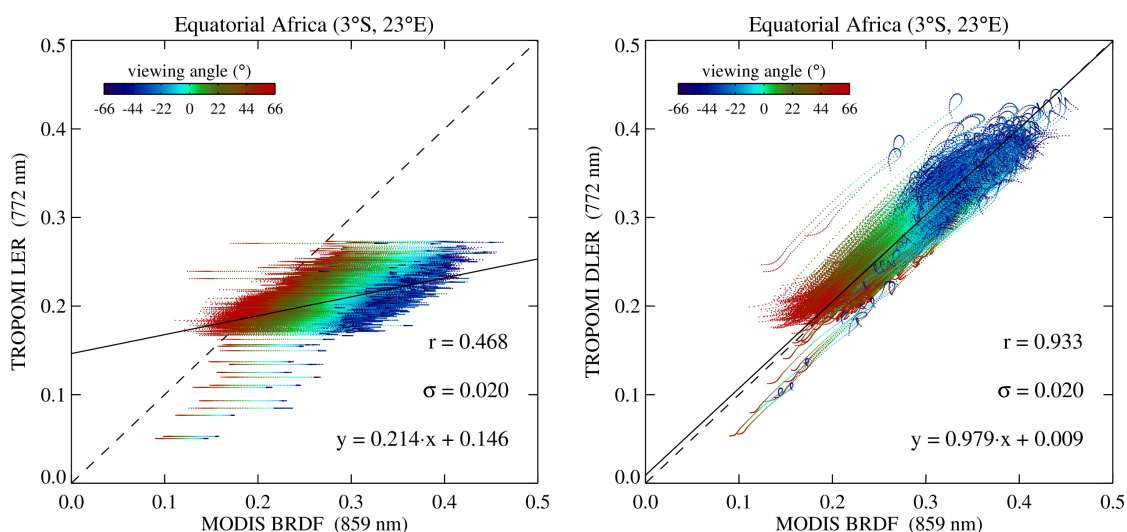 Equatorial Africa (3°S, 23°E)
0.5
viewing angle (°)
-66 -44 -22 0 22 44 66
0.4
0.3
0.2
0.1
0.0
TROPOMI LER (772 nm)
r = 0.468
σ = 0.020
y = 0.214·x + 0.146
0.0 0.1 0.2 0.3 0.4 0.5
MODIS BRDF (859 nm)
Equatorial Africa (3°S, 23°E)
0.5
viewing angle (°)
-66 -44 -22 0 22 44 66
0.4
0.3
0.2
0.1
0.0
TROPOMI DLER (772 nm)
r = 0.933
σ = 0.020
y = 0.979·x + 0.009
0.0 0.1 0.2 0.3 0.4 0.5
MODIS BRDF (859 nm)